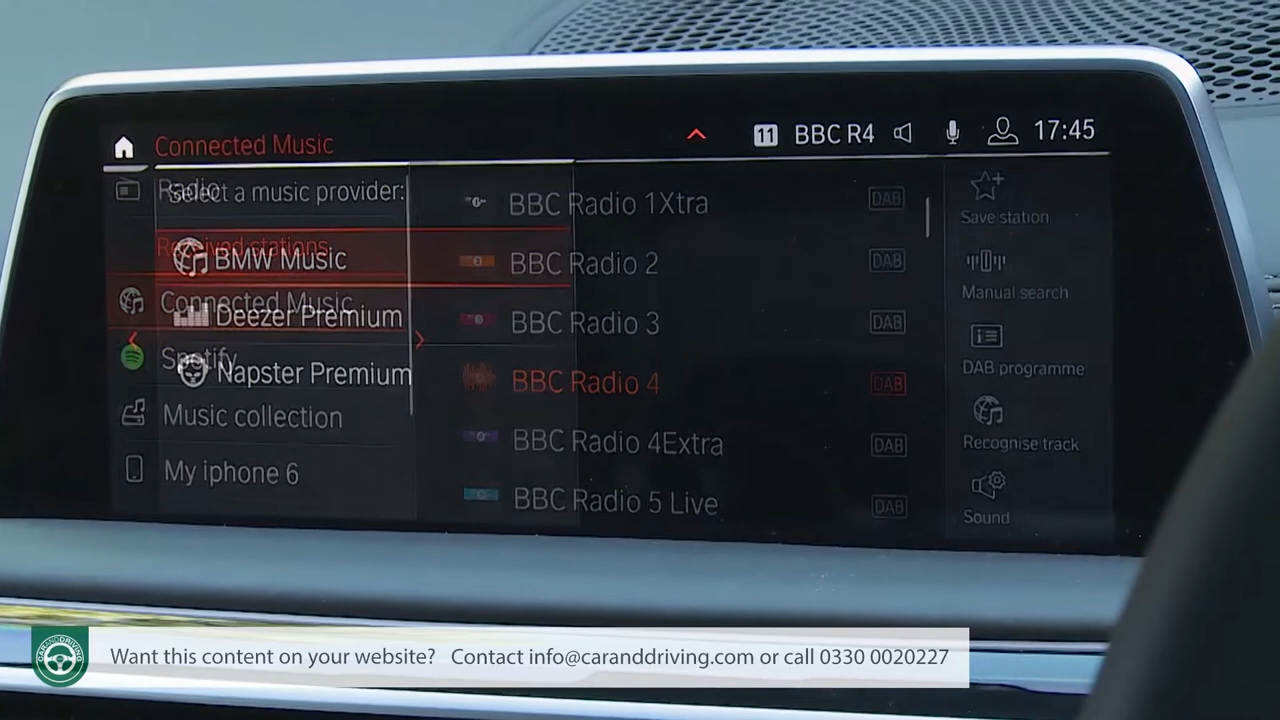 Connected Music
11 BBC R4 17:45
Radio
Select a music provider:
Received stations
BMW Music
Connected Music
Deezer Premium
Spotify
Napster Premium
Music collection
My iphone 6
BBC Radio 1Xtra DAB
BBC Radio 2 DAB
BBC Radio 3 DAB
BBC Radio 4 DAB
BBC Radio 4Extra DAB
BBC Radio 5 Live DAB
Save station
Manual search
DAB programme
Recognise track
Sound
CARANDDRIVING
Want this content on your website? Contact info@caranddriving.com or call 0330 0020227